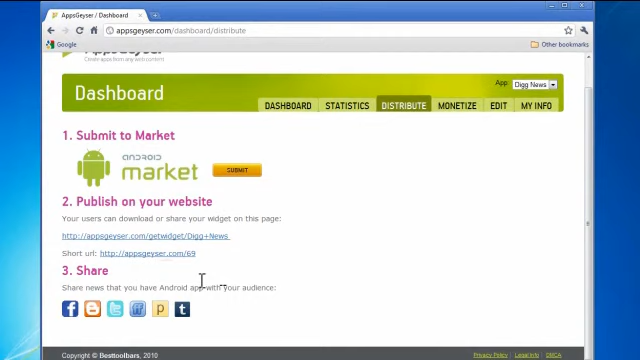 AppsGeyser / Dashboard
appsgeyser.com/dashboard/distribute
Google
Other bookmarks
AppsGeyser
Create apps from any web content
App: Digg News
Dashboard
DASHBOARD STATISTICS DISTRIBUTE MONETIZE EDIT MY INFO
1. Submit to Market
ANDROID
market
SUBMIT
2. Publish on your website
Your users can download or share your widget on this page:
http://appsgeyser.com/getwidget/Digg+News
Short url: http://appsgeyser.com/69
3. Share
Share news that you have Android app with your audience:
f
ff
p
t
Copyright © Besttoolbars, 2010
Privacy Policy Legal Info DMCA